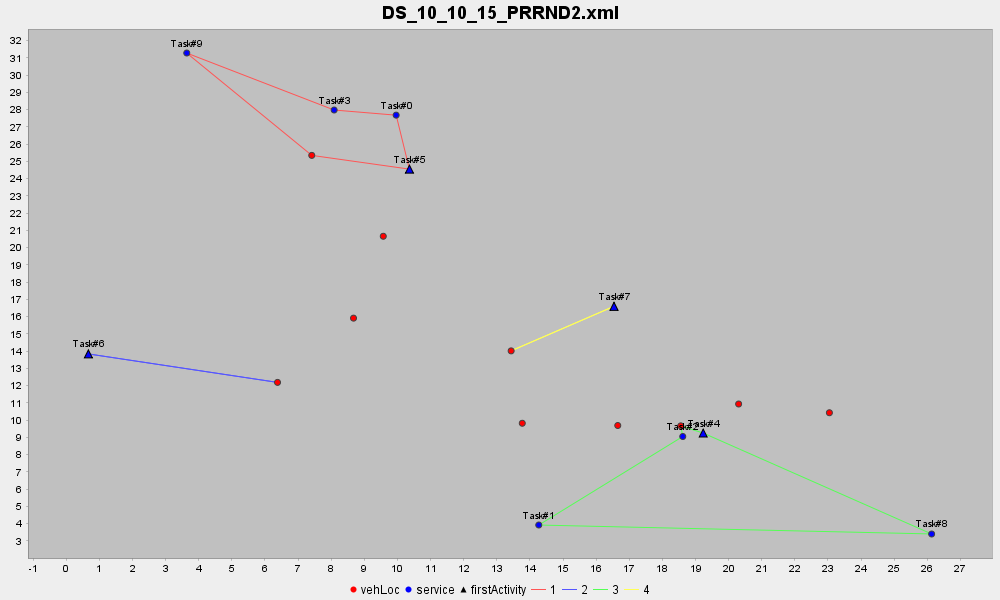 DS_10_10_15_PRRND2.xml
32
31
30
29
28
27
26
25
24
23
22
21
20
19
18
17
16
15
14
13
12
11
10
9
8
7
6
5
4
3
Task#9
Task#3
Task#0
Task#5
Task#7
Task#6
Task#2
Task#4
Task#1
Task#8
-1 0 1 2 3 4 5 6 7 8 9 10 11 12 13 14 15 16 17 18 19 20 21 22 23 24 25 26 27
vehLoc service firstActivity 1 2 3 4